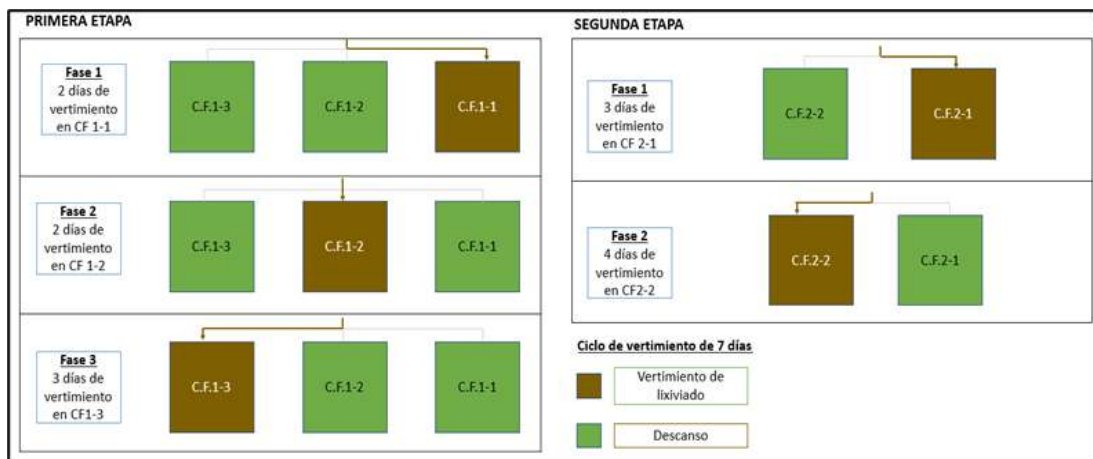 PRIMERA ETAPA
Fase 1
2 días de
vertimiento
en CF 1-1
C.F.1-3
C.F.1-2
C.F.1-1
Fase 2
2 días de
vertimiento
en CF 1-2
C.F.1-3
C.F.1-2
C.F.1-1
Fase 3
3 días de
vertimiento
en CF1-3
C.F.1-3
C.F.1-2
C.F.1-1
SEGUNDA ETAPA
Fase 1
3 días de
vertimiento
en CF 2-1
C.F.2-2
C.F.2-1
Fase 2
4 días de
vertimiento
en CF2-2
C.F.2-2
C.F.2-1
Ciclo de vertimiento de 7 días
Vertimiento de
lixiviado
Descanso